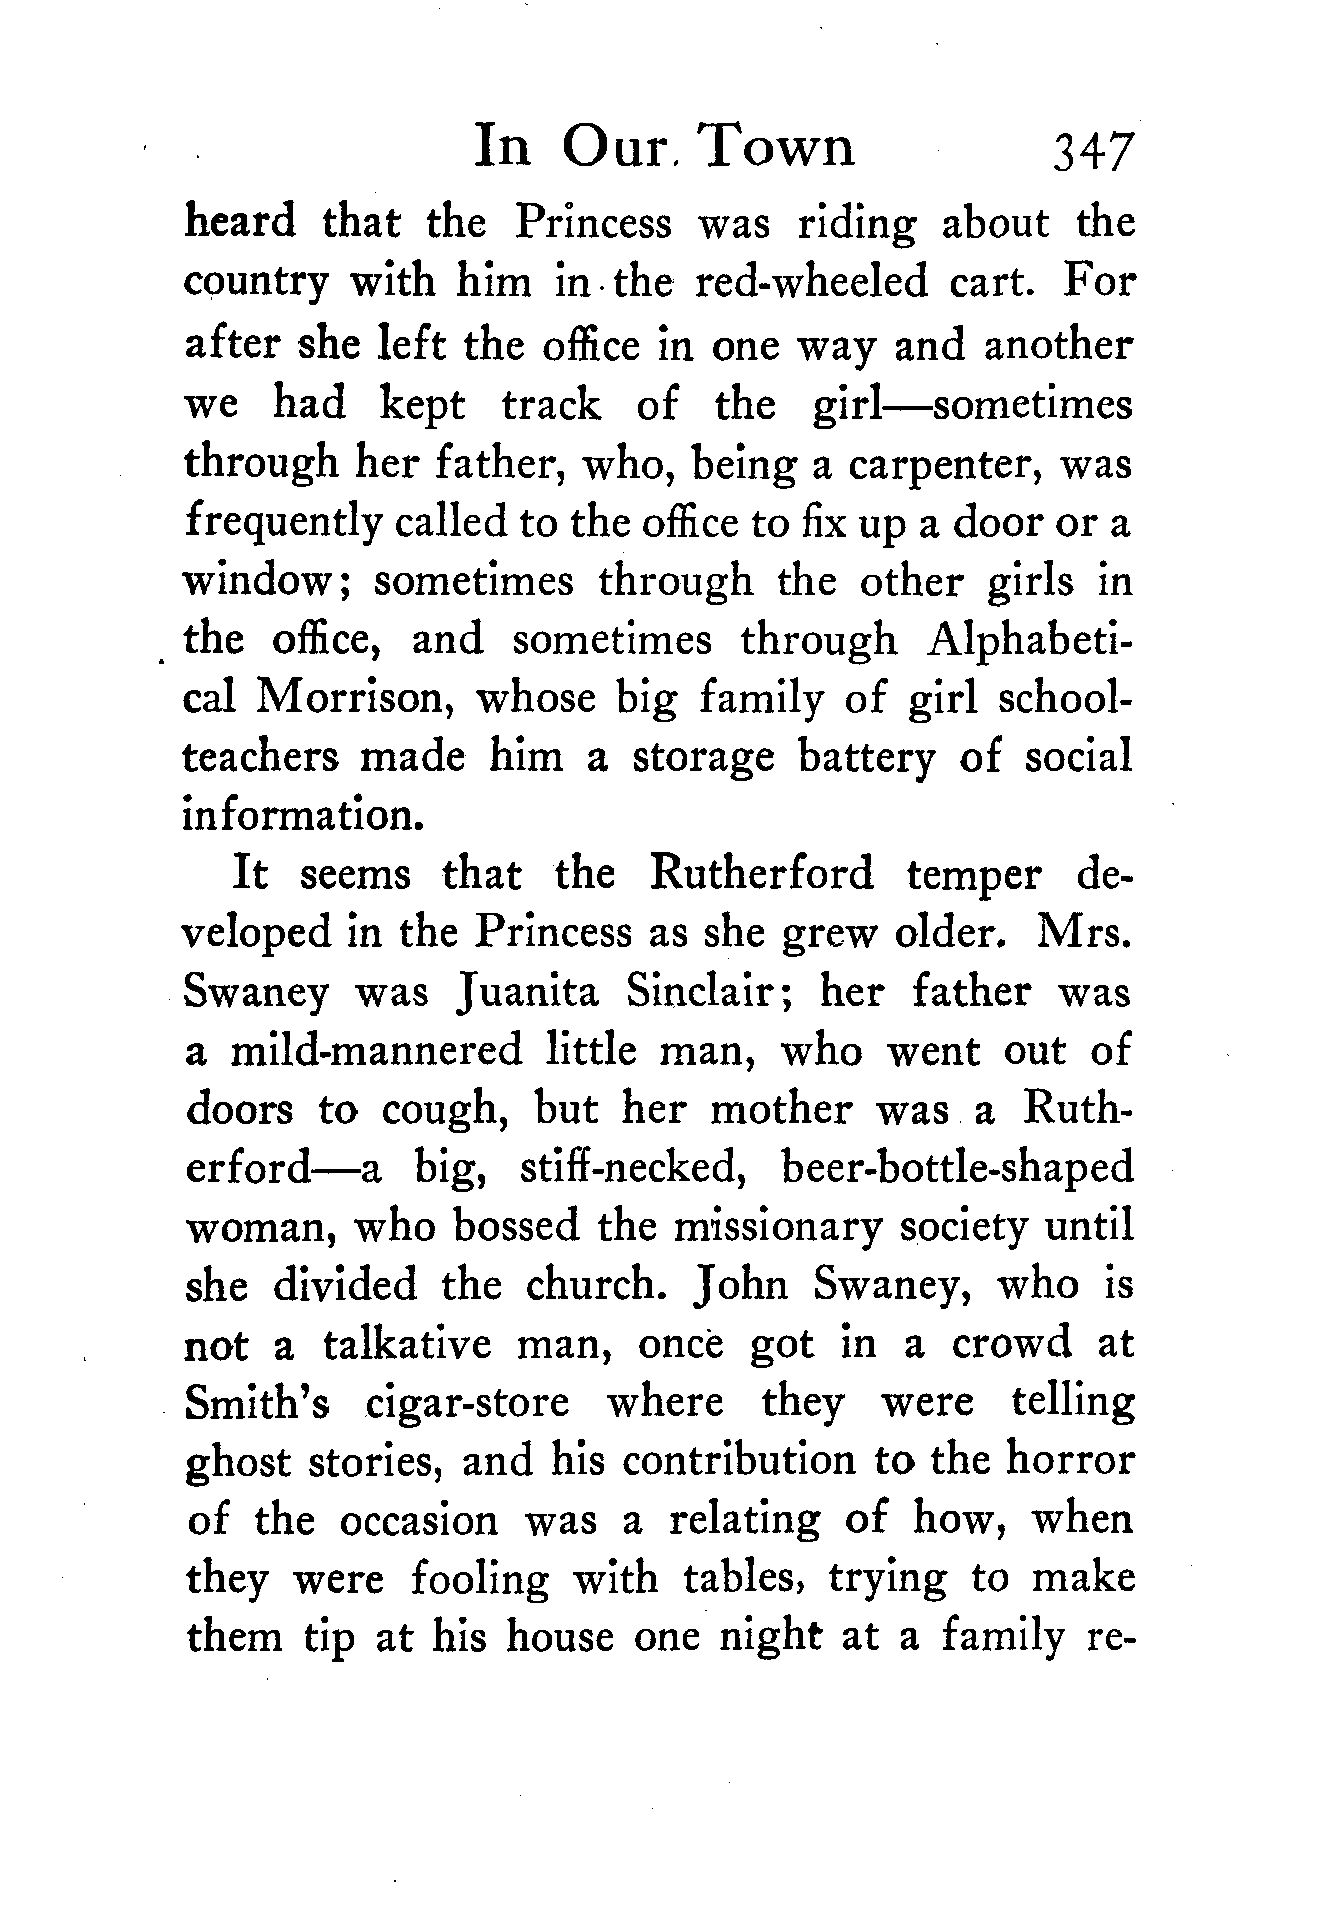 In Our Town 347
heard that the Princess was riding about the
country with him in the red-wheeled cart. For
after she left the office in one way and another
we had kept track of the girl—sometimes
through her father, who, being a carpenter, was
frequently called to the office to fix up a door or a
window; sometimes through the other girls in
the office, and sometimes through Alphabeti-
cal Morrison, whose big family of girl school-
teachers made him a storage battery of social
information.
It seems that the Rutherford temper de-
veloped in the Princess as she grew older. Mrs.
Swaney was Juanita Sinclair; her father was
a mild-mannered little man, who went out of
doors to cough, but her mother was a Ruth-
erford—a big, stiff-necked, beer-bottle-shaped
woman, who bossed the missionary society until
she divided the church. John Swaney, who is
not a talkative man, once got in a crowd at
Smith's cigar-store where they were telling
ghost stories, and his contribution to the horror
of the occasion was a relating of how, when
they were fooling with tables, trying to make
them tip at his house one night at a family re-